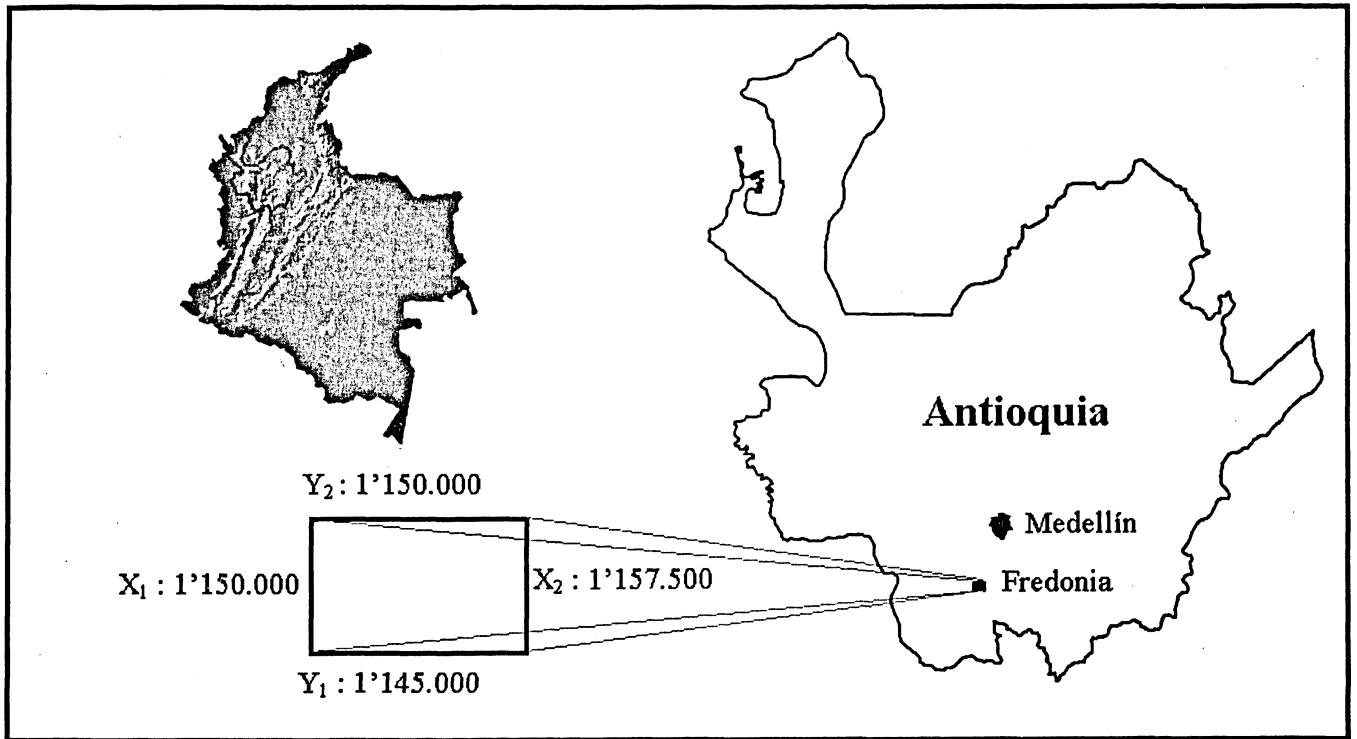 Antioquia
Y₂ : 1’150.000
Medellín
X₁ : 1’150.000
X₂ : 1’157.500
Fredonia
Y₁ : 1’145.000